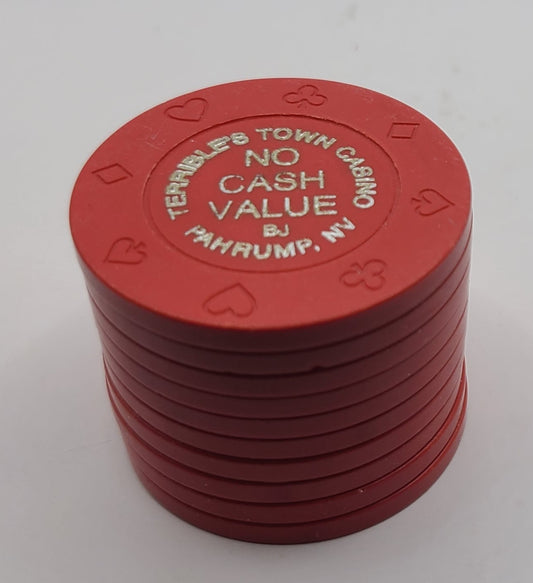 TERRIBLE'S TOWN CASINO
NO
CASH
VALUE
BJ
PAHRUMP, NV